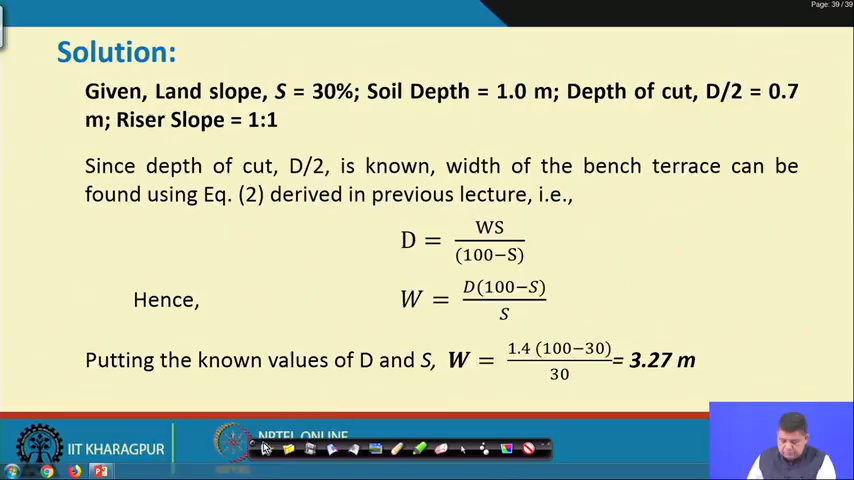 Page: 39 / 39
Solution:
Given, Land slope, S = 30%; Soil Depth = 1.0 m; Depth of cut, D/2 = 0.7
m; Riser Slope = 1:1
Since depth of cut, D/2, is known, width of the bench terrace can be
found using Eq. (2) derived in previous lecture, i.e.,
D = WS / (100−S)
Hence, W = D(100−S) / S
Putting the known values of D and S, W = 1.4 (100−30) / 30 = 3.27 m
IIT KHARAGPUR
NPTEL ONLINE